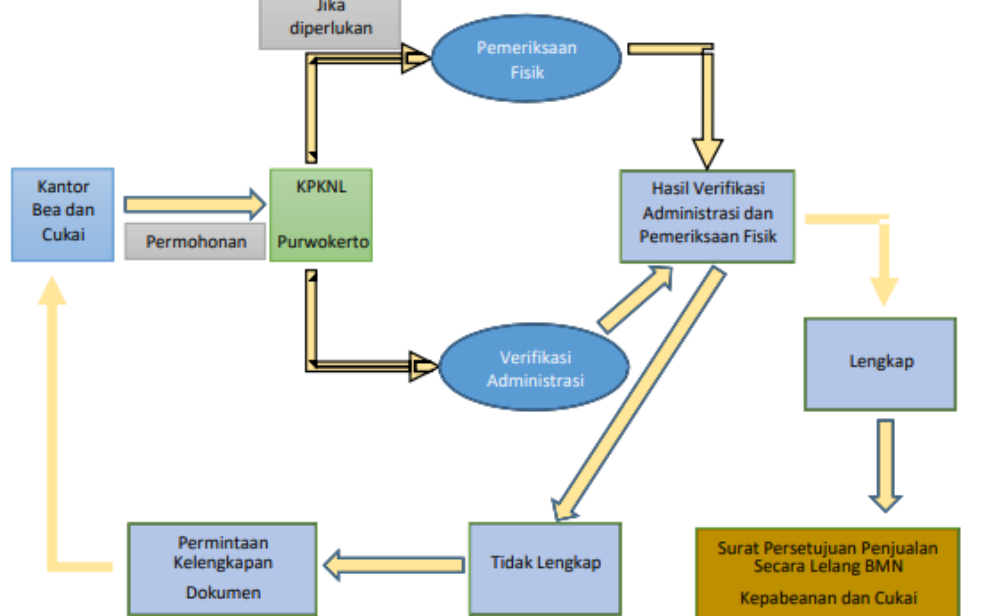 Jika
diperlukan
Pemeriksaan
Fisik
Kantor
Bea dan
Cukai
Permohonan
KPKNL
Purwokerto
Hasil Verifikasi
Administrasi dan
Pemeriksaan Fisik
Verifikasi
Administrasi
Lengkap
Permintaan
Kelengkapan
Dokumen
Tidak Lengkap
Surat Persetujuan Penjualan
Secara Lelang BMN
Kepabeanan dan Cukai